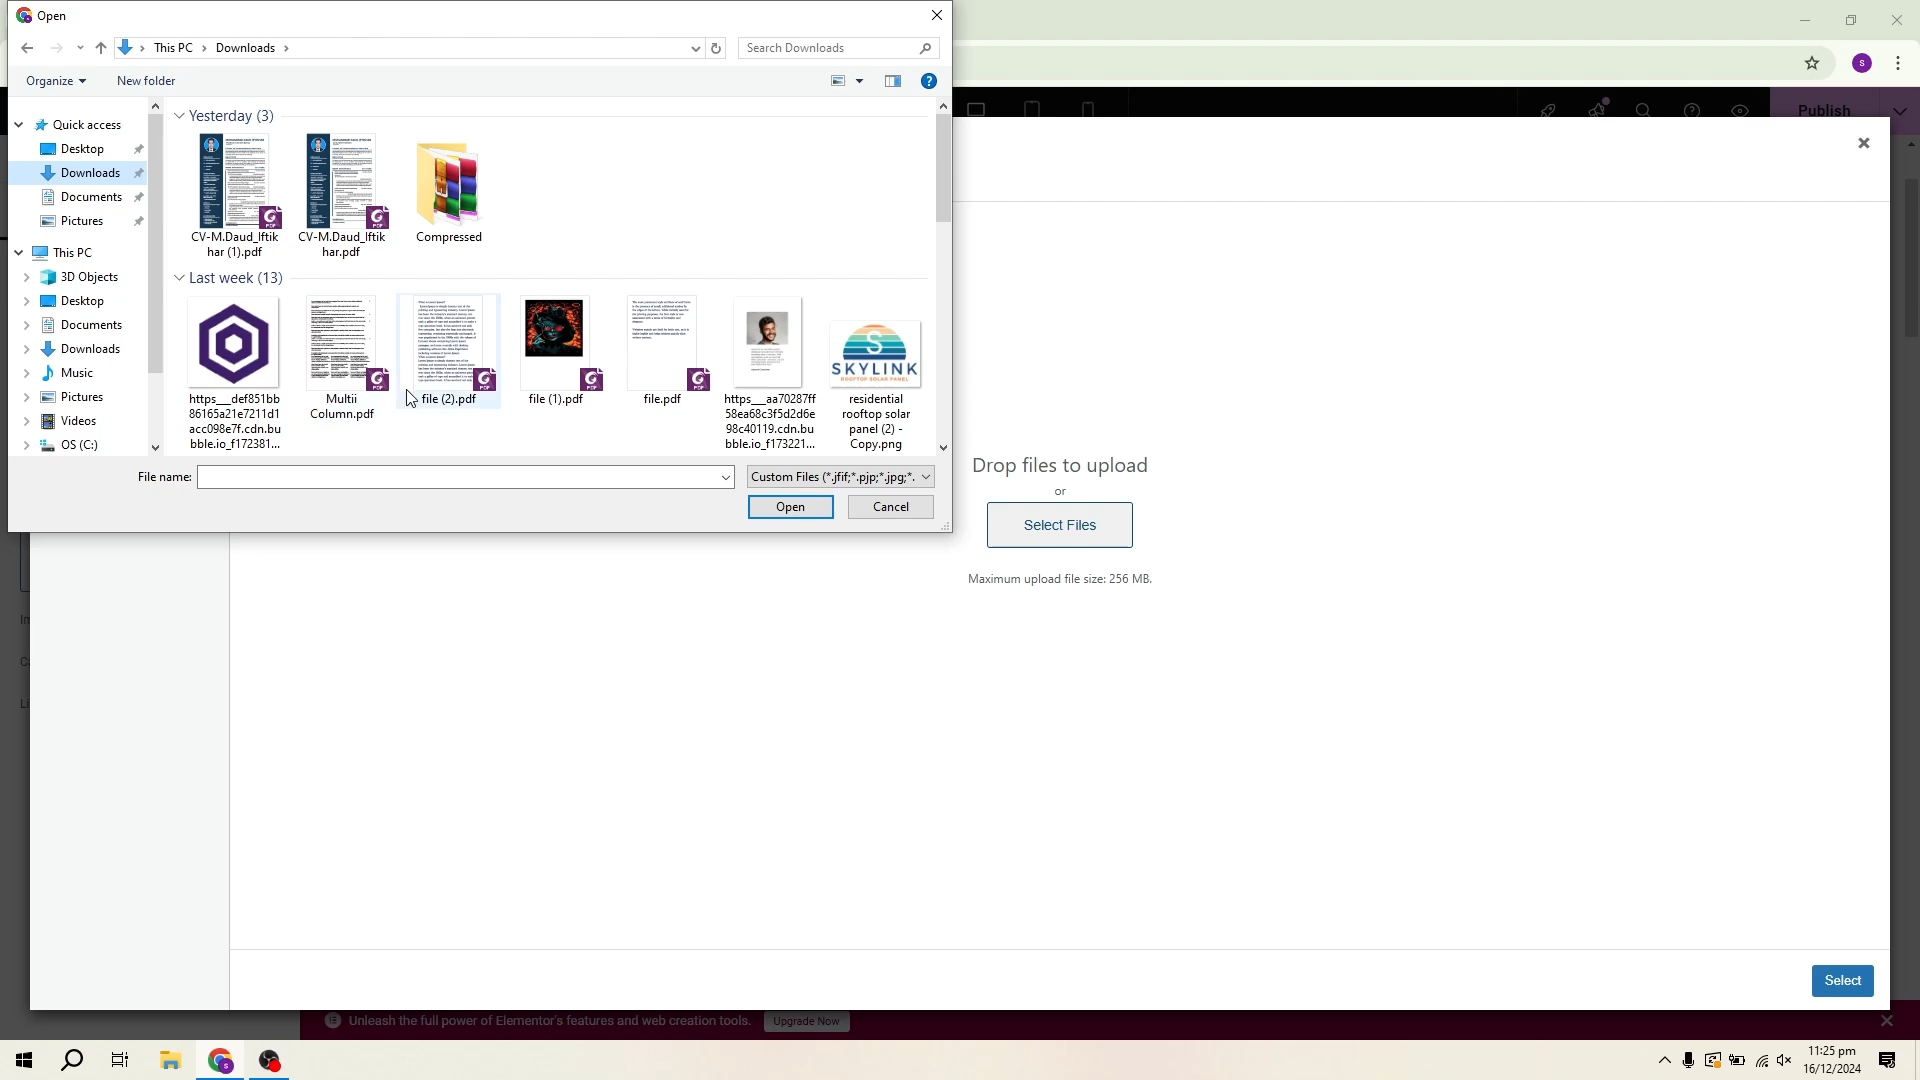 Open
This PC
Downloads
Search Downloads
Organize
New folder
Quick access
Desktop
Downloads
Documents
Pictures
This PC
3D Objects
Desktop
Documents
Downloads
Music
Pictures
Videos
OS (C:)
Yesterday (3)
CV-M.Daud_Iftik
har (1).pdf
CV-M.Daud_Iftik
har.pdf
Compressed
Last week (13)
https___def851bb
86165a21e7211d1
acc098e7f.cdn.bu
bble.io_f172381...
Multii
Column.pdf
file (2).pdf
file (1).pdf
file.pdf
https___aa70287ff
58ea68c3f5d2d6e
98c40119.cdn.bu
bble.io_f173221...
SKYLINK
ROOFTOP SOLAR PANEL
residential
rooftop solar
panel (2) -
Copy.png
File name:
Custom Files (*.jfif;*.pjp;*.jpg;*.
Open
Cancel
Publish
Drop files to upload
or
Select Files
Maximum upload file size: 256 MB.
Select
Unleash the full power of Elementor's features and web creation tools.
Upgrade Now
11:25 pm
16/12/2024